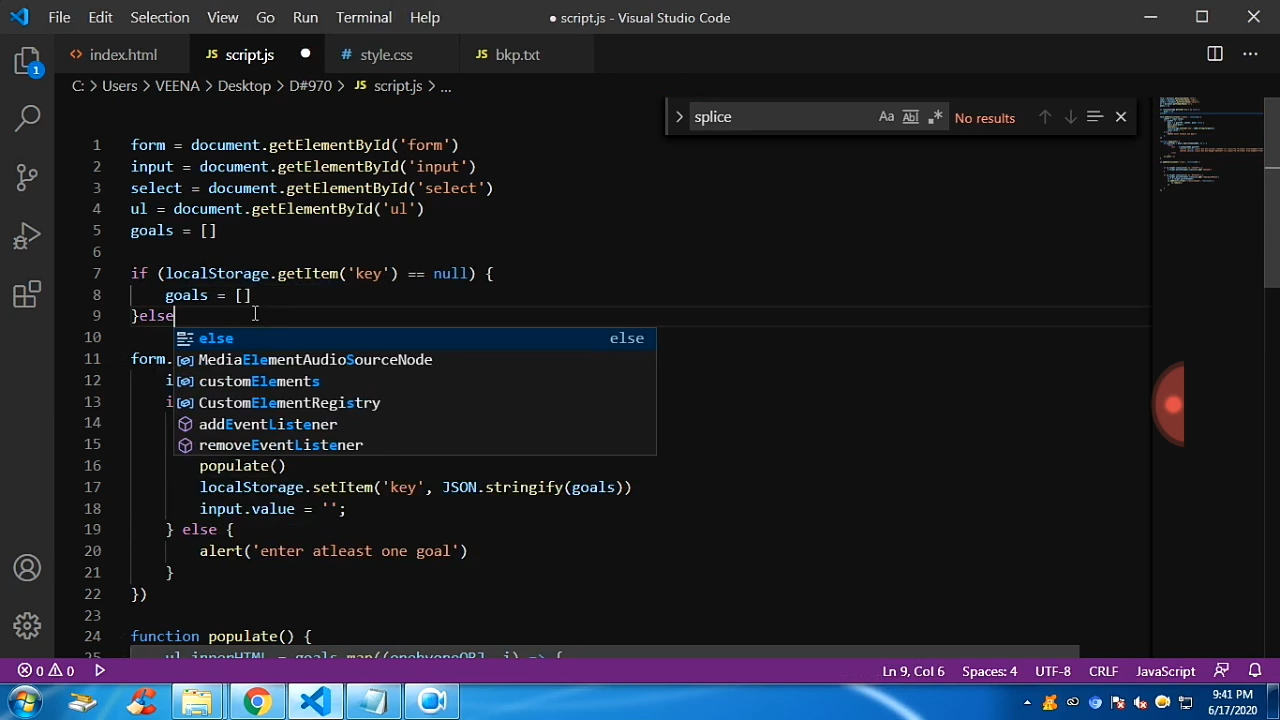 File Edit Selection View Go Run Terminal Help
● script.js - Visual Studio Code
<> index.html JS script.js ● # style.css JS bkp.txt
C: > Users > VEENA > Desktop > D#970 > JS script.js > ...
splice Aa Abl .* No results
1 form = document.getElementById('form')
2 input = document.getElementById('input')
3 select = document.getElementById('select')
4 ul = document.getElementById('ul')
5 goals = []
6
7 if (localStorage.getItem('key') == null) {
8 goals = []
9 }else
10 else else
11 form. MediaElementAudioSourceNode
12 i customElements
13 i CustomElementRegistry
14 addEventListener
15 removeEventListener
16 populate()
17 localStorage.setItem('key', JSON.stringify(goals))
18 input.value = '';
19 } else {
20 alert('enter atleast one goal')
21 }
22 })
23
24 function populate() {
25 ul.innerHTML = goals.map((onebyoneOBJ, i) => {
1
0 0 Ln 9, Col 6 Spaces: 4 UTF-8 CRLF JavaScript
9:41 PM
6/17/2020